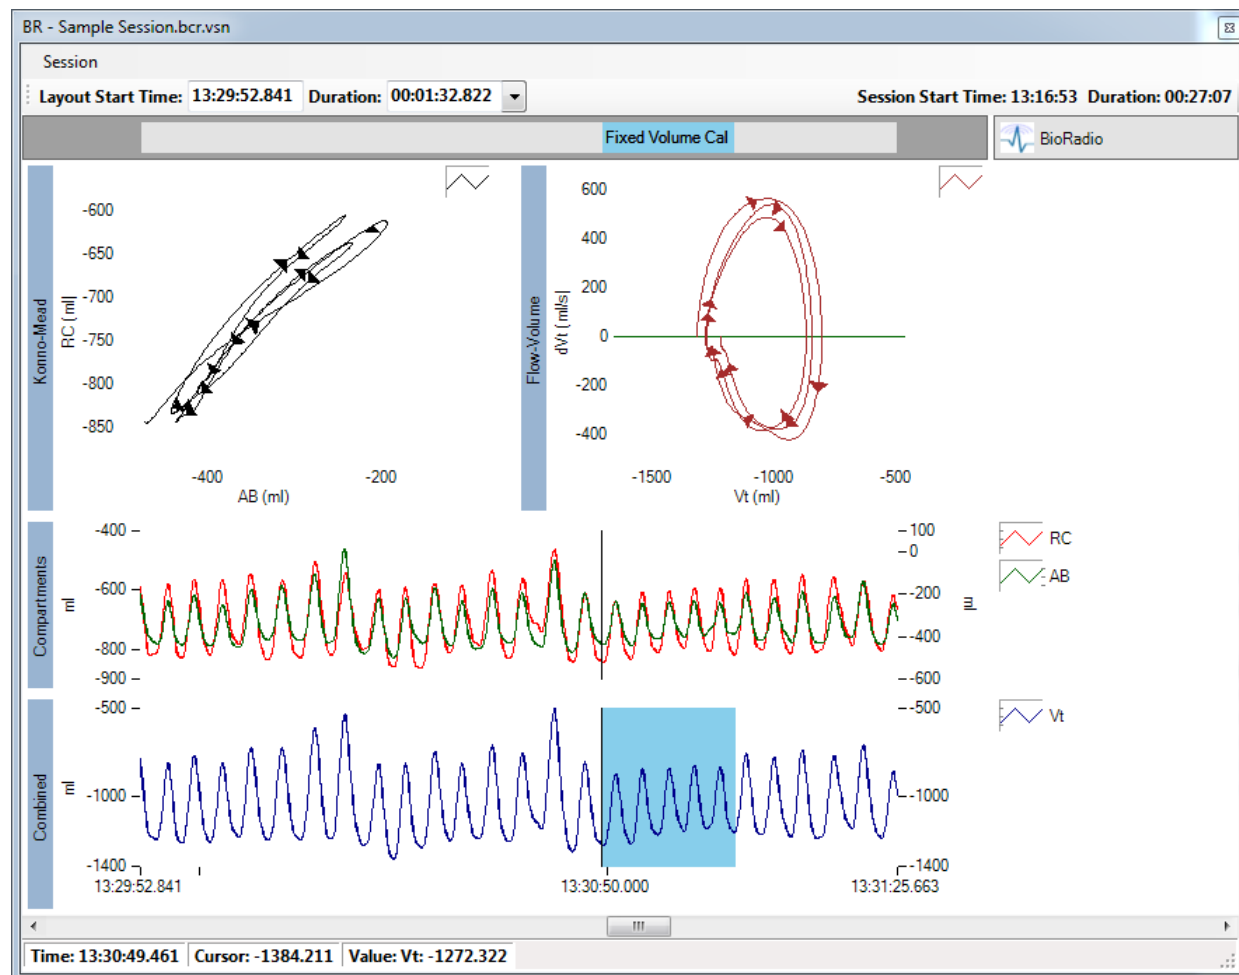 BR - Sample Session.bcr.vsn
Session
Layout Start Time: 13:29:52.841 Duration: 00:01:32.822 Session Start Time: 13:16:53 Duration: 00:27:07
Fixed Volume Cal
BioRadio
Konno-Mead
RC (ml)
-600
-650
-700
-750
-800
-850
-400 -200
AB (ml)
Flow-Volume
dVt (ml/s)
600
400
200
0
-200
-400
-1500 -1000 -500
Vt (ml)
Compartments
ml
-400
-600
-800
-900
100
0
-200
-400
-600
ml
RC
AB
Combined
ml
-500
-1000
-1400
-500
-1000
-1400
Vt
13:29:52.841 13:30:50.000 13:31:25.663
Time: 13:30:49.461 Cursor: -1384.211 Value: Vt: -1272.322